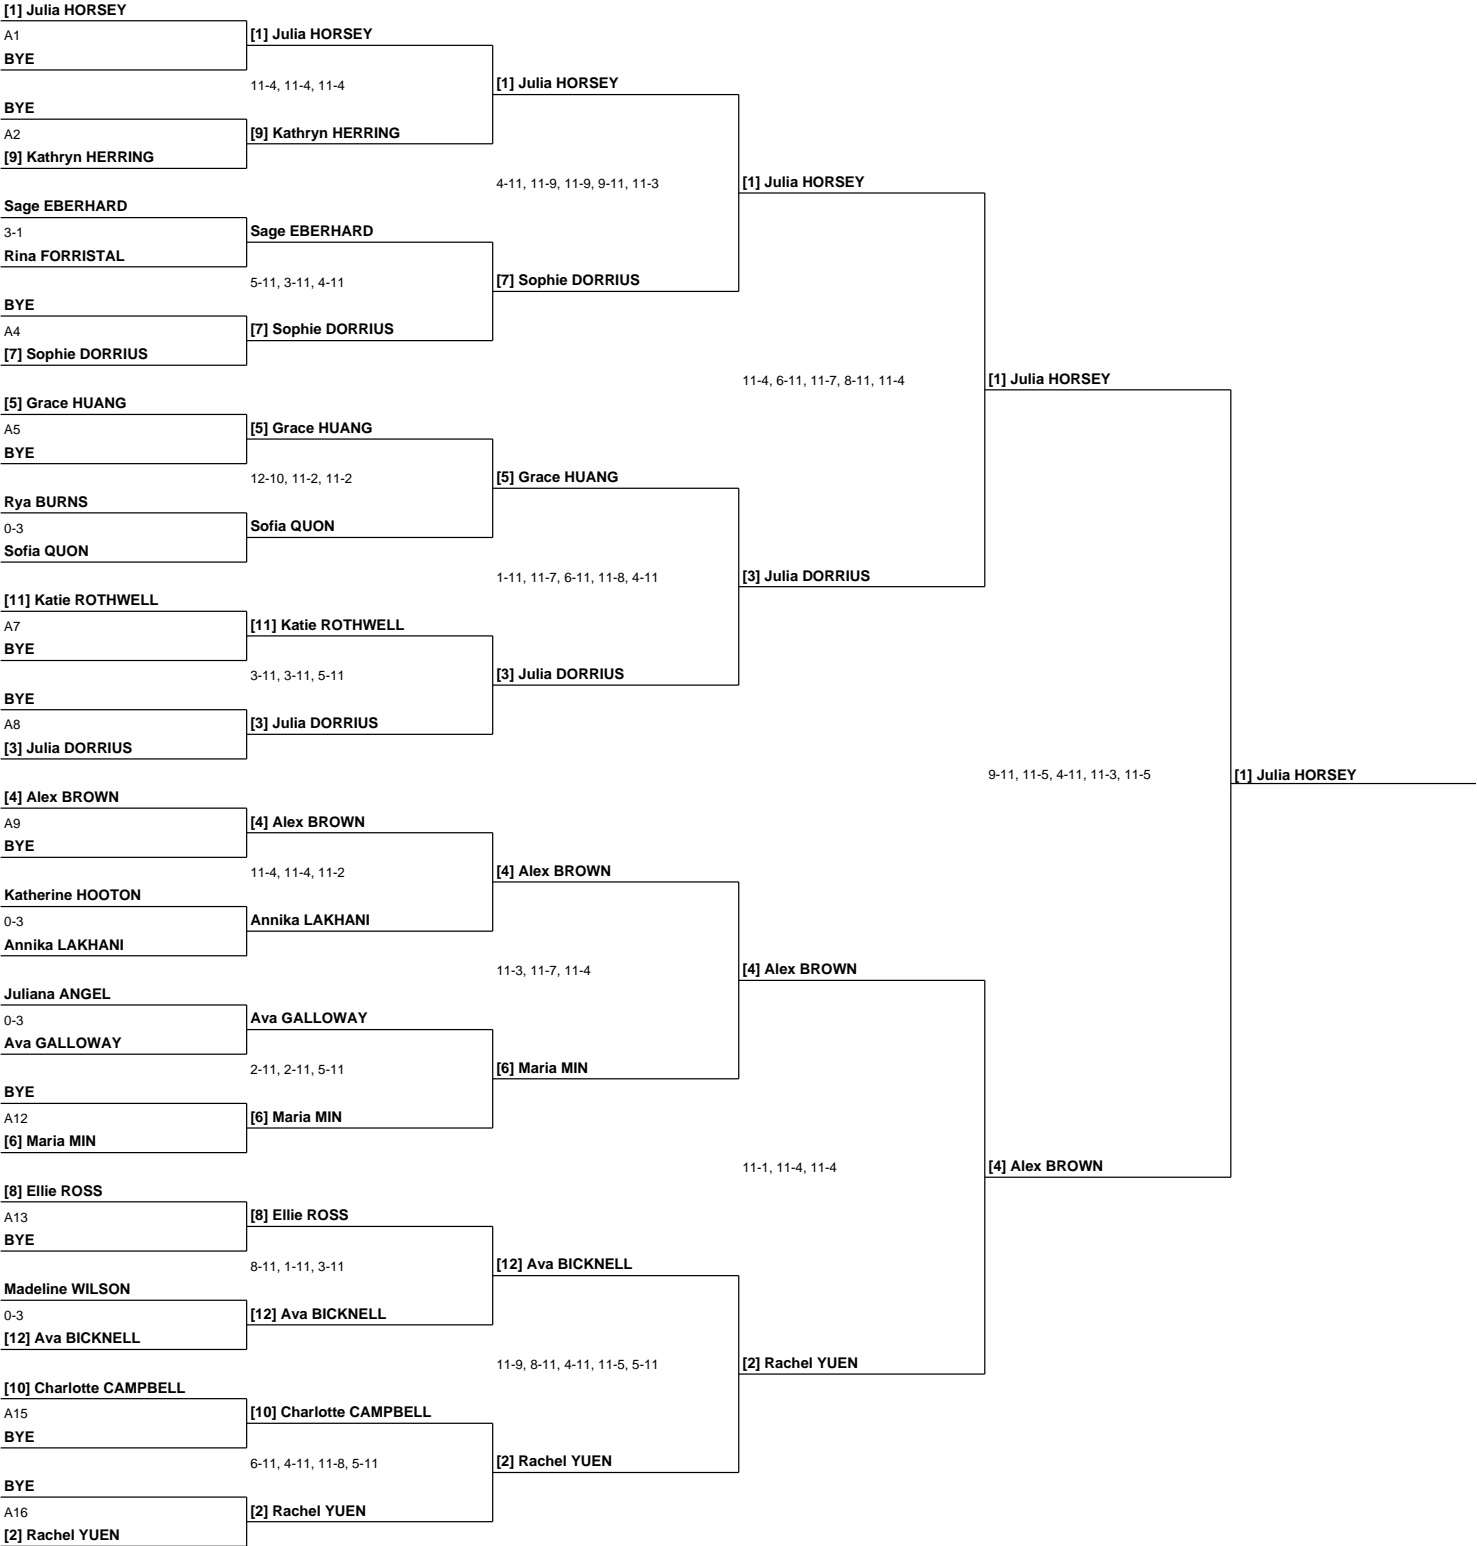 [1] Julia HORSEY
A1
BYE
BYE
A2
[9] Kathryn HERRING
Sage EBERHARD
3-1
Rina FORRISTAL
BYE
A4
[7] Sophie DORRIUS
[5] Grace HUANG
A5
BYE
Rya BURNS
0-3
Sofia QUON
[11] Katie ROTHWELL
A7
BYE
BYE
A8
[3] Julia DORRIUS
[4] Alex BROWN
A9
BYE
Katherine HOOTON
0-3
Annika LAKHANI
Juliana ANGEL
0-3
Ava GALLOWAY
BYE
A12
[6] Maria MIN
[8] Ellie ROSS
A13
BYE
Madeline WILSON
0-3
[12] Ava BICKNELL
[10] Charlotte CAMPBELL
A15
BYE
BYE
A16
[2] Rachel YUEN
[1] Julia HORSEY
11-4, 11-4, 11-4
[9] Kathryn HERRING
Sage EBERHARD
5-11, 3-11, 4-11
[7] Sophie DORRIUS
[5] Grace HUANG
12-10, 11-2, 11-2
Sofia QUON
[11] Katie ROTHWELL
3-11, 3-11, 5-11
[3] Julia DORRIUS
[4] Alex BROWN
11-4, 11-4, 11-2
Annika LAKHANI
Ava GALLOWAY
2-11, 2-11, 5-11
[6] Maria MIN
[8] Ellie ROSS
8-11, 1-11, 3-11
[12] Ava BICKNELL
[10] Charlotte CAMPBELL
6-11, 4-11, 11-8, 5-11
[2] Rachel YUEN
[1] Julia HORSEY
4-11, 11-9, 11-9, 9-11, 11-3
[7] Sophie DORRIUS
[5] Grace HUANG
1-11, 11-7, 6-11, 11-8, 4-11
[3] Julia DORRIUS
[4] Alex BROWN
11-3, 11-7, 11-4
[6] Maria MIN
[12] Ava BICKNELL
11-9, 8-11, 4-11, 11-5, 5-11
[2] Rachel YUEN
[1] Julia HORSEY
11-4, 6-11, 11-7, 8-11, 11-4
[3] Julia DORRIUS
[4] Alex BROWN
11-1, 11-4, 11-4
[2] Rachel YUEN
[1] Julia HORSEY
9-11, 11-5, 4-11, 11-3, 11-5
[4] Alex BROWN
[1] Julia HORSEY